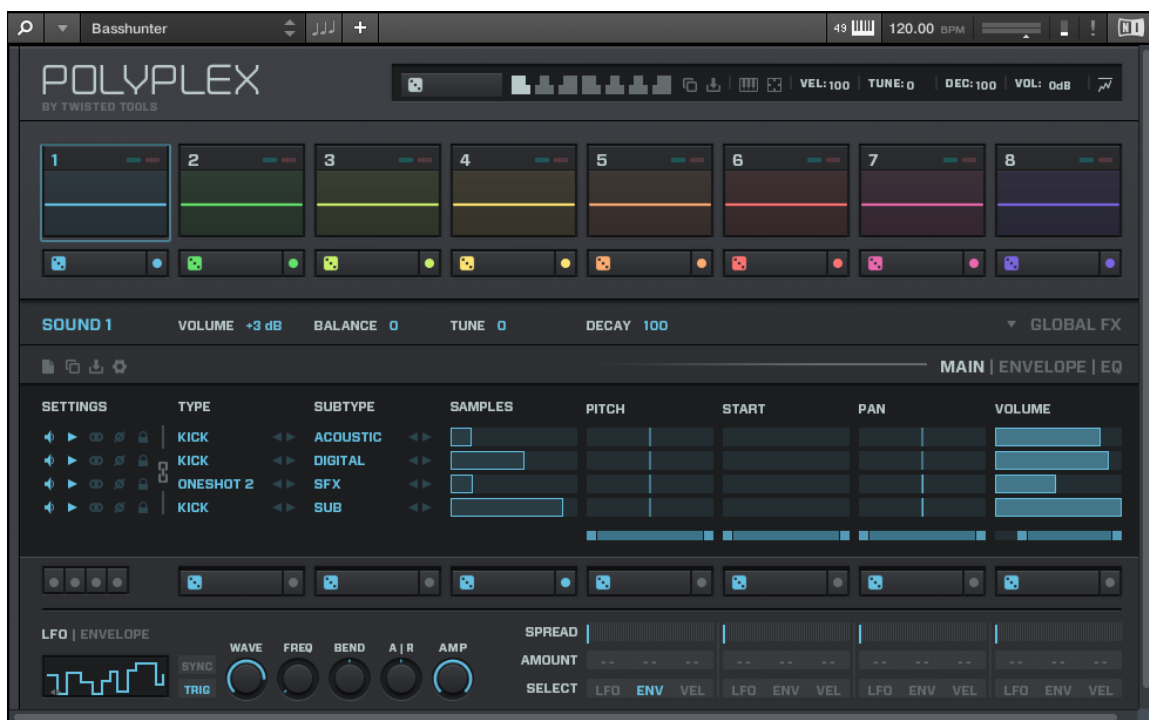 Basshunter
49
120.00 BPM
NI
POLYPLEX
BY TWISTED TOOLS
VEL: 100 TUNE: 0 DEC: 100 VOL: 0dB
1 2 3 4 5 6 7 8
SOUND 1 VOLUME +3 dB BALANCE 0 TUNE 0 DECAY 100 GLOBAL FX
MAIN | ENVELOPE | EQ
SETTINGS TYPE SUBTYPE SAMPLES PITCH START PAN VOLUME
KICK ACOUSTIC
KICK DIGITAL
ONESHOT 2 SFX
KICK SUB
LFO | ENVELOPE
SYNC
TRIG
WAVE FREQ BEND A | R AMP
SPREAD
AMOUNT -- -- -- -- -- -- -- -- -- -- -- --
SELECT LFO ENV VEL LFO ENV VEL LFO ENV VEL LFO ENV VEL